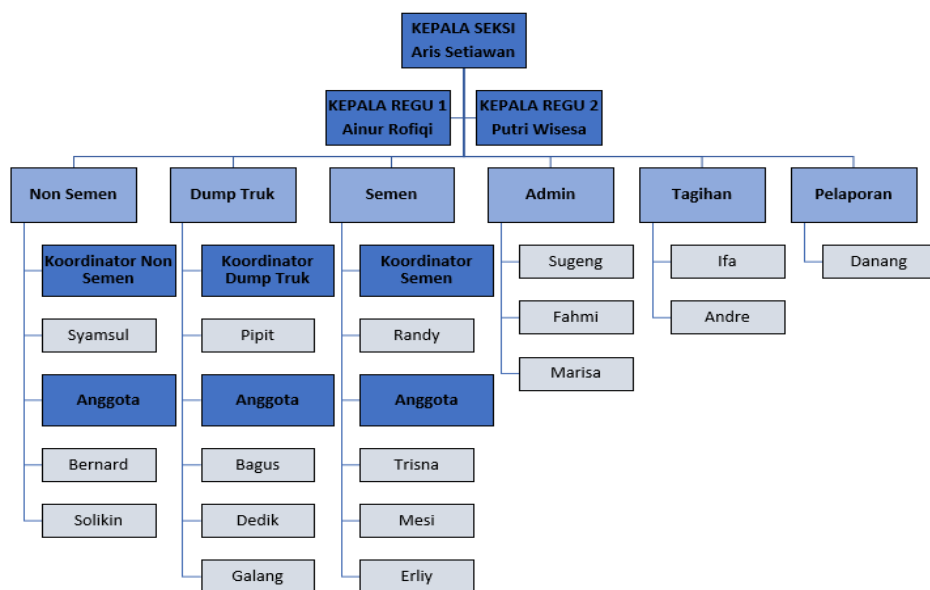 KEPALA SEKSI
Aris Setiawan
KEPALA REGU 1
Ainur Rofiqi
KEPALA REGU 2
Putri Wisesa
Non Semen
Dump Truk
Semen
Admin
Tagihan
Pelaporan
Koordinator Non
Semen
Koordinator
Dump Truk
Koordinator
Semen
Sugeng
Ifa
Danang
Syamsul
Pipit
Randy
Fahmi
Andre
Marisa
Anggota
Anggota
Anggota
Bernard
Bagus
Trisna
Solikin
Dedik
Mesi
Galang
Erliy